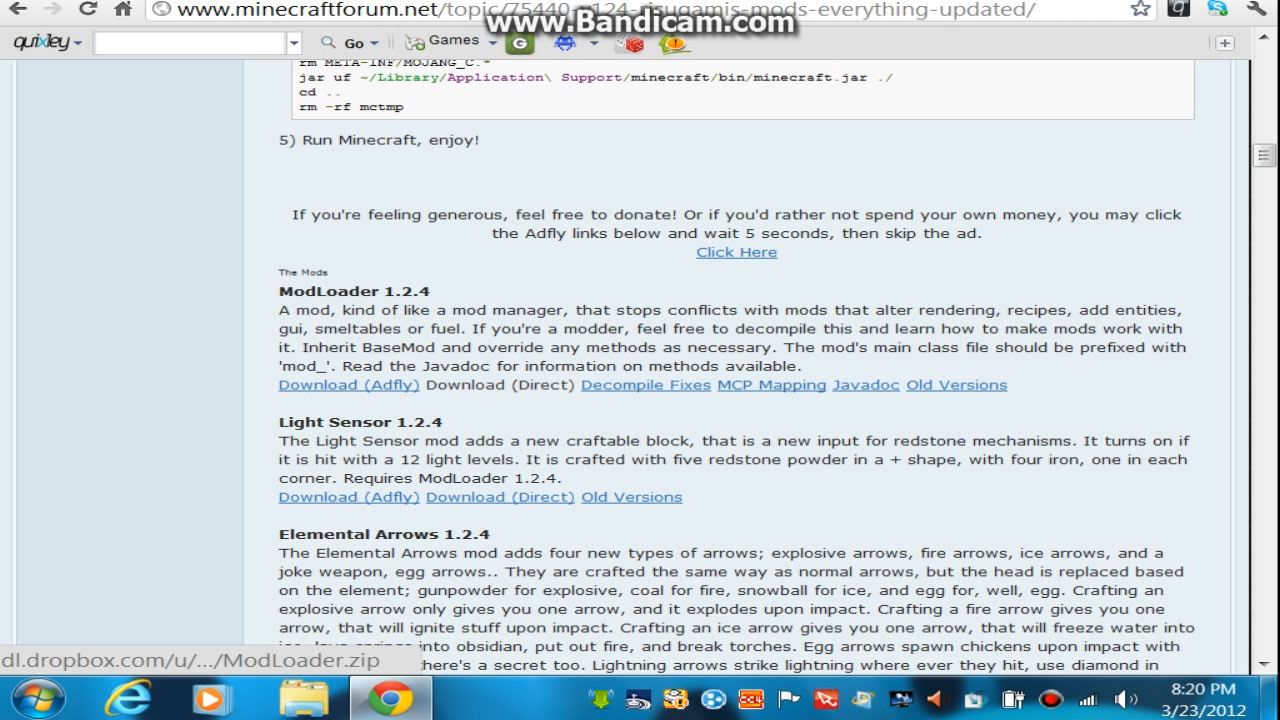 www.minecraftforum.net/topic/75440-v124-risugamis-mods-everything-updated/
www.Bandicam.com
quixley
Go
Games
rm META-INF/MOJANG_C.*
jar uf ~/Library/Application\ Support/minecraft/bin/minecraft.jar ./
cd ..
rm -rf mctmp
5) Run Minecraft, enjoy!
If you're feeling generous, feel free to donate! Or if you'd rather not spend your own money, you may click
the Adfly links below and wait 5 seconds, then skip the ad.
Click Here
The Mods
ModLoader 1.2.4
A mod, kind of like a mod manager, that stops conflicts with mods that alter rendering, recipes, add entities,
gui, smeltables or fuel. If you're a modder, feel free to decompile this and learn how to make mods work with
it. Inherit BaseMod and override any methods as necessary. The mod's main class file should be prefixed with
'mod_'. Read the Javadoc for information on methods available.
Download (Adfly) Download (Direct) Decompile Fixes MCP Mapping Javadoc Old Versions
Light Sensor 1.2.4
The Light Sensor mod adds a new craftable block, that is a new input for redstone mechanisms. It turns on if
it is hit with a 12 light levels. It is crafted with five redstone powder in a + shape, with four iron, one in each
corner. Requires ModLoader 1.2.4.
Download (Adfly) Download (Direct) Old Versions
Elemental Arrows 1.2.4
The Elemental Arrows mod adds four new types of arrows; explosive arrows, fire arrows, ice arrows, and a
joke weapon, egg arrows.. They are crafted the same way as normal arrows, but the head is replaced based
on the element; gunpowder for explosive, coal for fire, snowball for ice, and egg for, well, egg. Crafting an
explosive arrow only gives you one arrow, and it explodes upon impact. Crafting a fire arrow gives you one
arrow, that will ignite stuff upon impact. Crafting an ice arrow gives you one arrow, that will freeze water into
into obsidian, put out fire, and break torches. Egg arrows spawn chickens upon impact with
there's a secret too. Lightning arrows strike lightning where ever they hit, use diamond in
dl.dropbox.com/u/.../ModLoader.zip
8:20 PM
3/23/2012